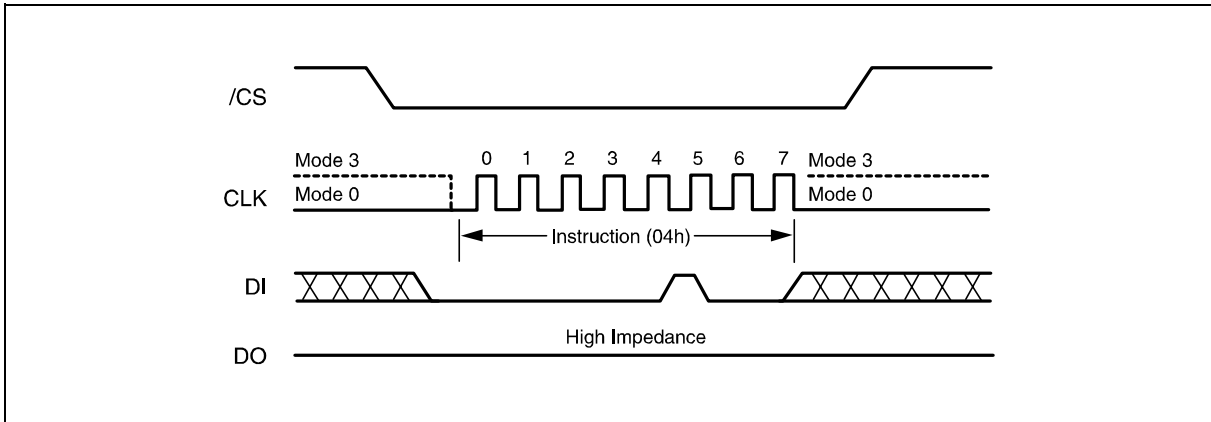 /CS
Mode 3 0 1 2 3 4 5 6 7 Mode 3
CLK Mode 0 Mode 0
Instruction (04h)
DI
High Impedance
DO